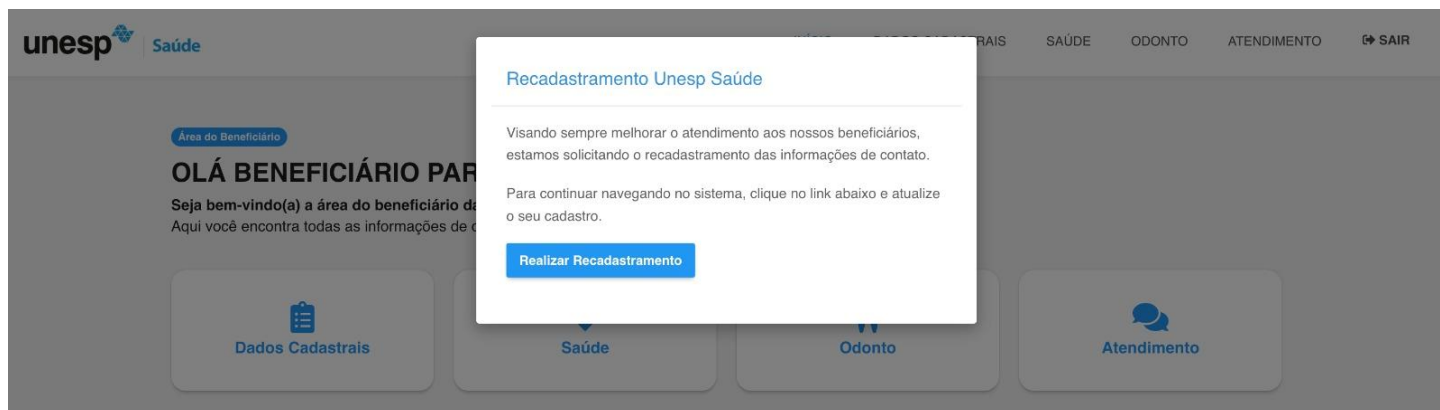 unesp Saúde
RAIS SAÚDE ODONTO ATENDIMENTO SAIR
Recadastramento Unesp Saúde
Visando sempre melhorar o atendimento aos nossos beneficiários,
estamos solicitando o recadastramento das informações de contato.
Para continuar navegando no sistema, clique no link abaixo e atualize
o seu cadastro.
Realizar Recadastramento
Área do Beneficiário
OLÁ BENEFICIÁRIO PAR
Seja bem-vindo(a) a área do beneficiário da
Aqui você encontra todas as informações de c
Dados Cadastrais
Saúde
Odonto
Atendimento